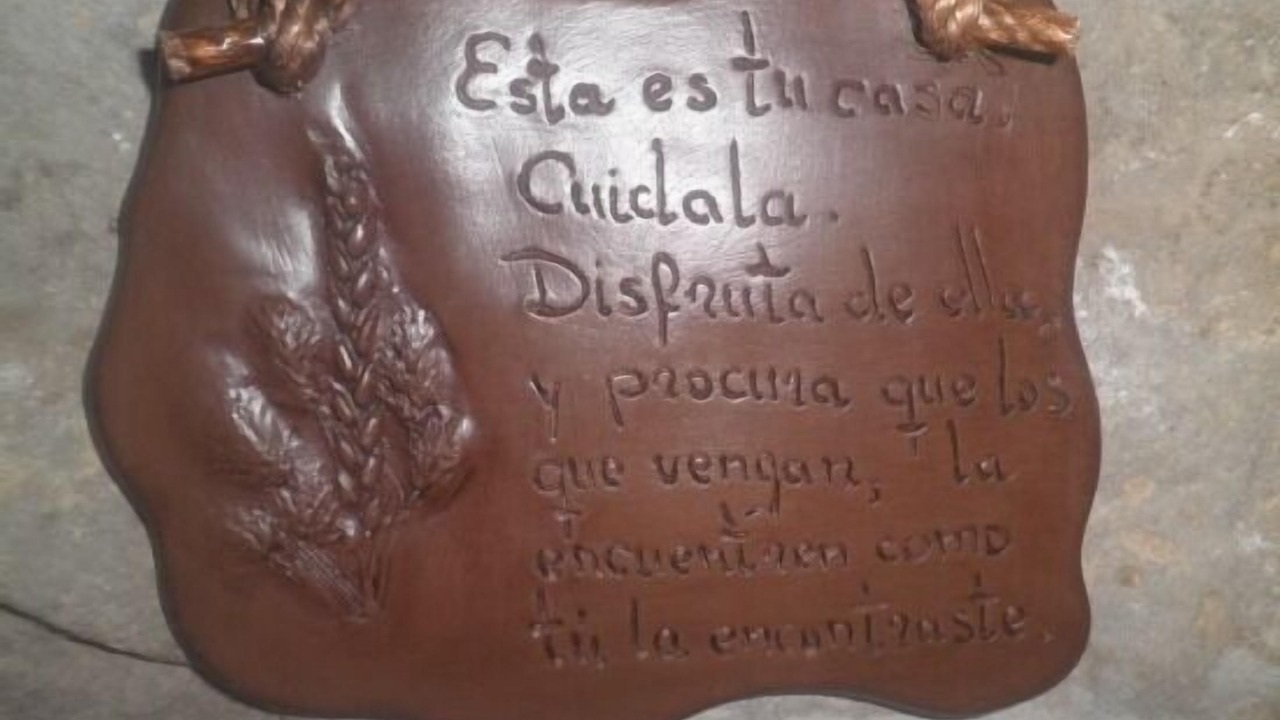 Esta es tu casa,
Cuidala.
Disfruta de ella,
y procura que los
que vengan, la
encuentren como
tú la encontraste.